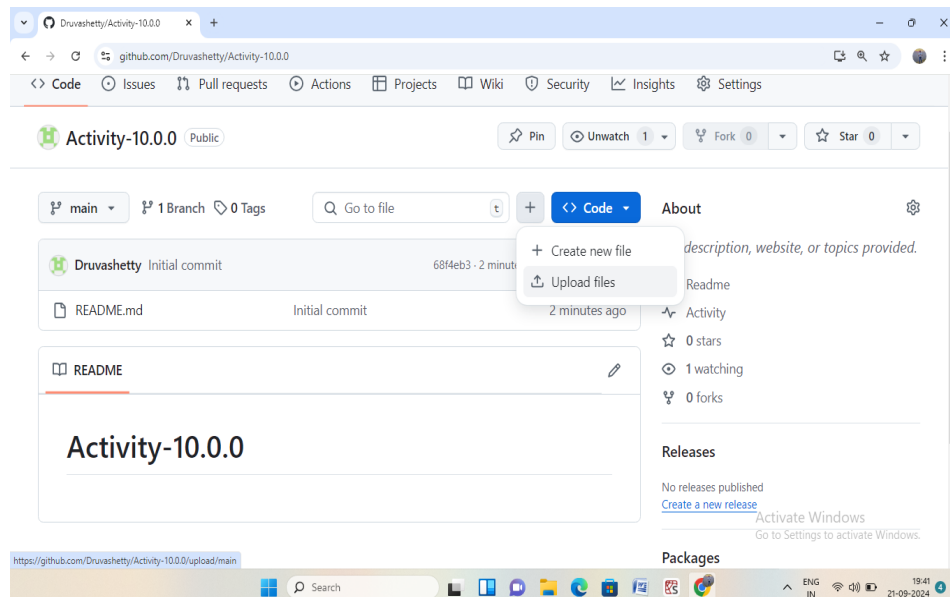 Druvashetty/Activity-10.0.0
github.com/Druvashetty/Activity-10.0.0
Code Issues Pull requests Actions Projects Wiki Security Insights Settings
Activity-10.0.0 Public Pin Unwatch 1 Fork 0 Star 0
main 1 Branch 0 Tags Go to file t + Code About
Create new file description, website, or topics provided.
Druvashetty Initial commit 68f4eb3 · 2 minut
Upload files Readme
README.md Initial commit 2 minutes ago Activity
0 stars
README 1 watching
0 forks
Activity-10.0.0
Releases
No releases published
Create a new release
Activate Windows
Go to Settings to activate Windows.
Packages
https://github.com/Druvashetty/Activity-10.0.0/upload/main
Search ENG 19:41
IN 21-09-2024 4